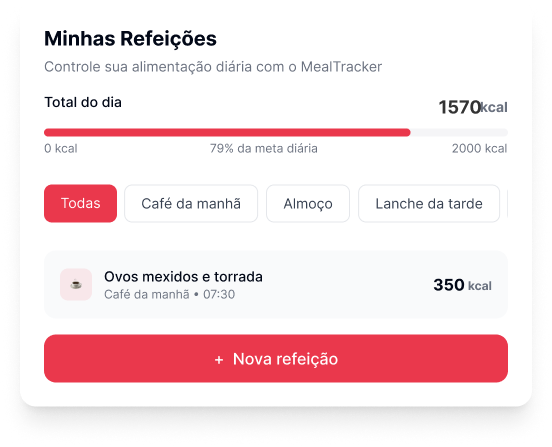 Minhas Refeições
Controle sua alimentação diária com o MealTracker
Total do dia
1570kcal
0 kcal
79% da meta diária
2000 kcal
Todas
Café da manhã
Almoço
Lanche da tarde
Ovos mexidos e torrada
Café da manhã • 07:30
350 kcal
+ Nova refeição